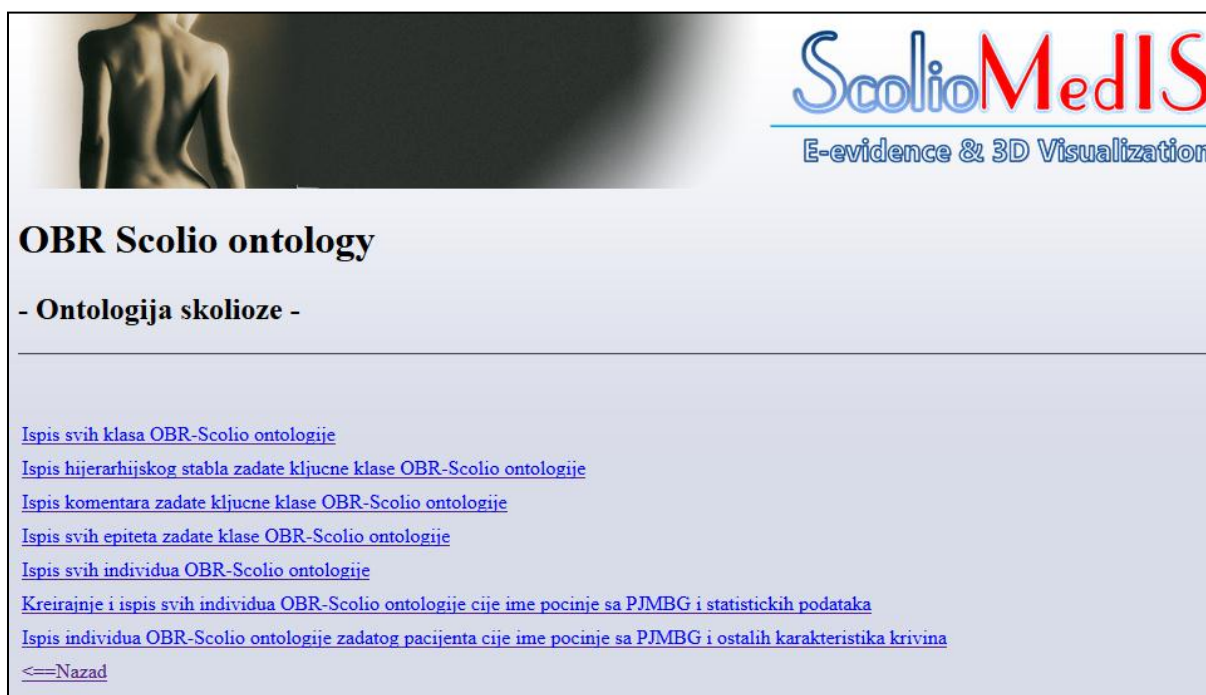 ScolioMedIS
E-evidence & 3D Visualization
OBR Scolio ontology
- Ontologija skolioze -
Ispis svih klasa OBR-Scolio ontologije
Ispis hijerarhijskog stabla zadate kljucne klase OBR-Scolio ontologije
Ispis komentara zadate kljucne klase OBR-Scolio ontologije
Ispis svih epiteta zadate klase OBR-Scolio ontologije
Ispis svih individua OBR-Scolio ontologije
Kreirajnje i ispis svih individua OBR-Scolio ontologije cije ime pocinje sa PJMBG i statistickih podataka
Ispis individua OBR-Scolio ontologije zadatog pacijenta cije ime pocinje sa PJMBG i ostalih karakteristika krivina
<==Nazad